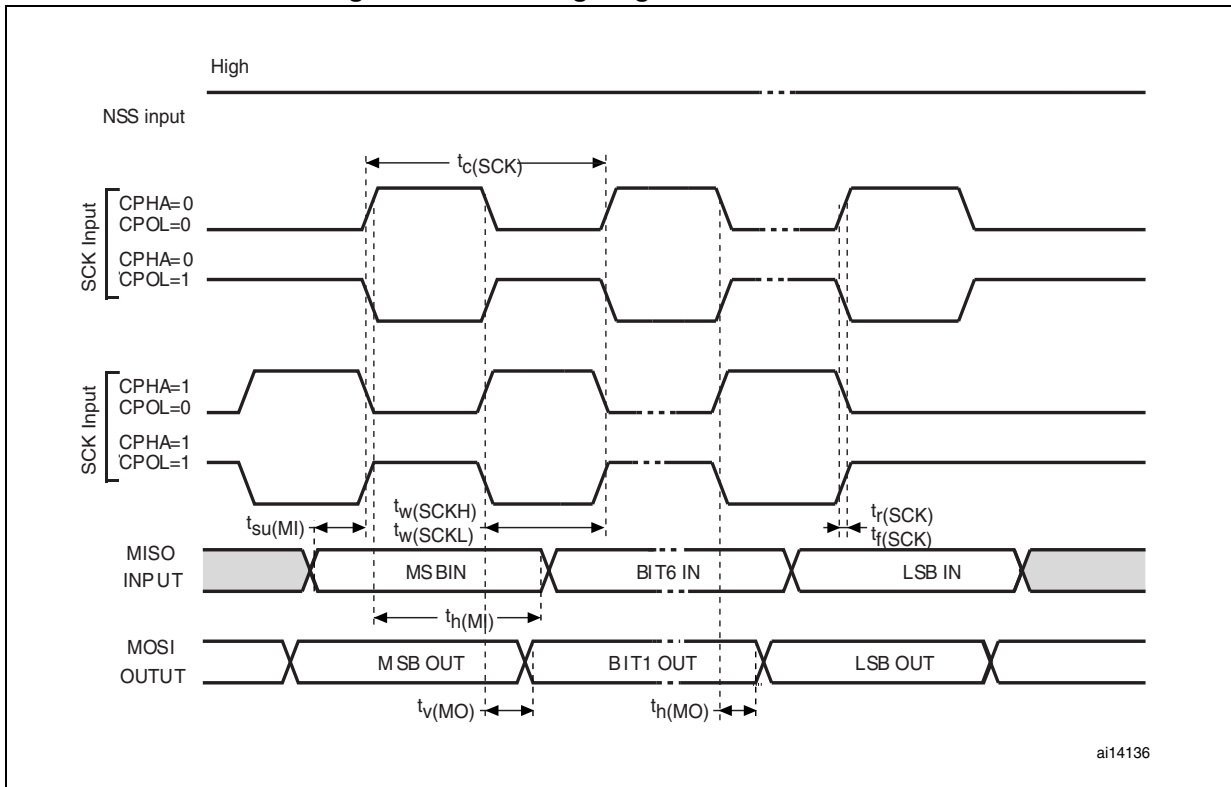 High
NSS input
tc(SCK)
SCK Input
CPHA=0
CPOL=0
CPHA=0
CPOL=1
SCK Input
CPHA=1
CPOL=0
CPHA=1
CPOL=1
tsu(MI)
tw(SCKH)
tw(SCKL)
tr(SCK)
tf(SCK)
MISO
INPUT
MSBIN
BIT6 IN
LSB IN
th(MI)
MOSI
OUTUT
MSB OUT
BIT1 OUT
LSB OUT
tv(MO)
th(MO)
ai14136